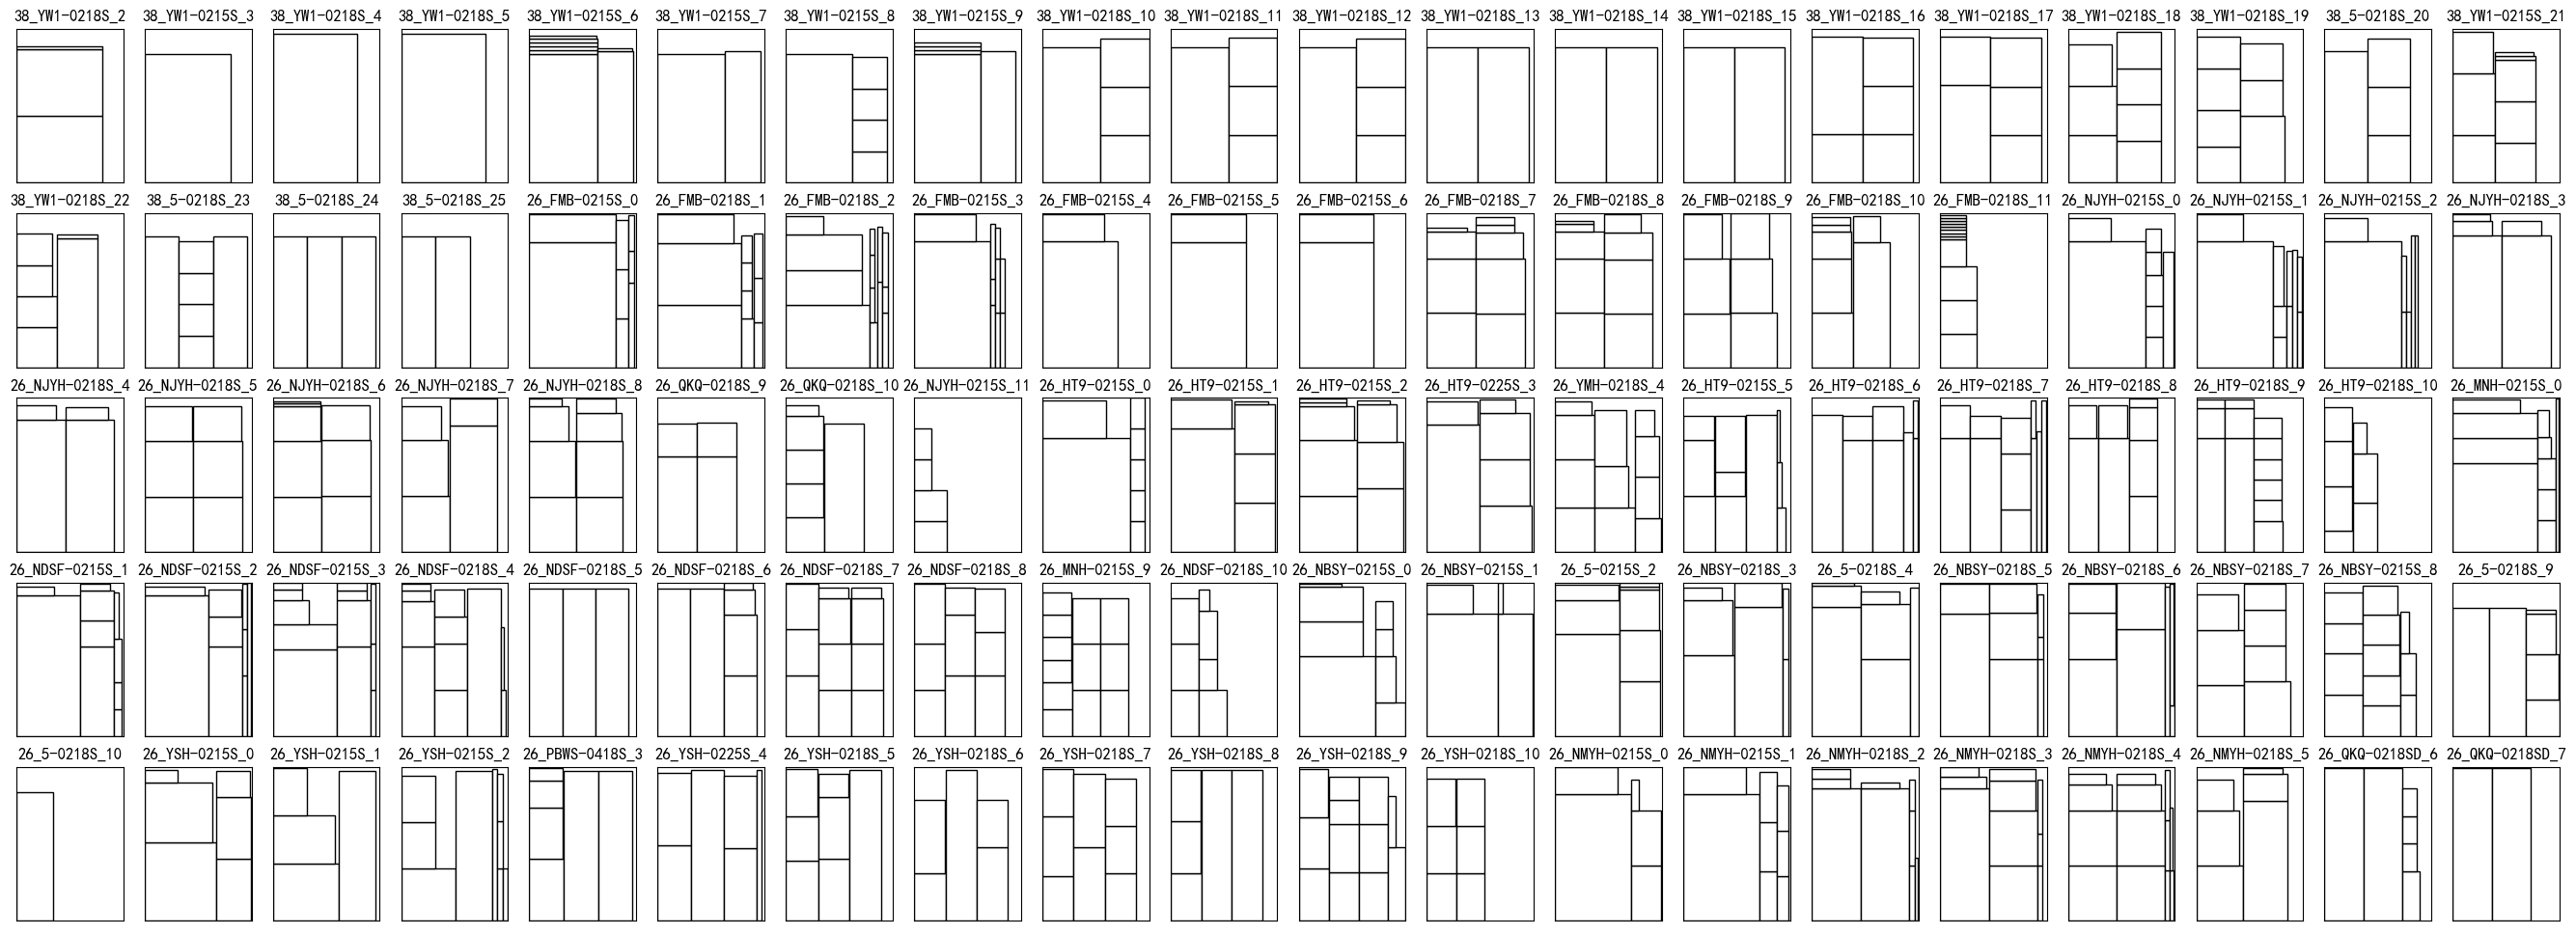 38_YW1-0218S_2 38_YW1-0215S_3 38_YW1-0218S_4 38_YW1-0218S_5 38_YW1-0215S_6 38_YW1-0215S_7 38_YW1-0215S_8 38_YW1-0215S_9 38_YW1-0218S_10 38_YW1-0218S_11 38_YW1-0218S_12 38_YW1-0218S_13 38_YW1-0218S_14 38_YW1-0218S_15 38_YW1-0218S_16 38_YW1-0218S_17 38_YW1-0218S_18 38_YW1-0218S_19 38_5-0218S_20 38_YW1-0215S_21
38_YW1-0218S_22 38_5-0218S_23 38_5-0218S_24 38_5-0218S_25 26_FMB-0215S_0 26_FMB-0218S_1 26_FMB-0218S_2 26_FMB-0215S_3 26_FMB-0215S_4 26_FMB-0215S_5 26_FMB-0215S_6 26_FMB-0218S_7 26_FMB-0218S_8 26_FMB-0218S_9 26_FMB-0218S_10 26_FMB-0218S_11 26_NJYH-0215S_0 26_NJYH-0215S_1 26_NJYH-0215S_2 26_NJYH-0218S_3
26_NJYH-0218S_4 26_NJYH-0218S_5 26_NJYH-0218S_6 26_NJYH-0218S_7 26_NJYH-0218S_8 26_QKQ-0218S_9 26_QKQ-0218S_10 26_NJYH-0215S_11 26_HT9-0215S_0 26_HT9-0215S_1 26_HT9-0215S_2 26_HT9-0225S_3 26_YMH-0218S_4 26_HT9-0215S_5 26_HT9-0218S_6 26_HT9-0218S_7 26_HT9-0218S_8 26_HT9-0218S_9 26_HT9-0218S_10 26_MNH-0215S_0
26_NDSF-0215S_1 26_NDSF-0215S_2 26_NDSF-0215S_3 26_NDSF-0218S_4 26_NDSF-0218S_5 26_NDSF-0218S_6 26_NDSF-0218S_7 26_NDSF-0218S_8 26_MNH-0215S_9 26_NDSF-0218S_10 26_NBSY-0215S_0 26_NBSY-0215S_1 26_5-0215S_2 26_NBSY-0218S_3 26_5-0218S_4 26_NBSY-0218S_5 26_NBSY-0218S_6 26_NBSY-0218S_7 26_NBSY-0215S_8 26_5-0218S_9
26_5-0218S_10 26_YSH-0215S_0 26_YSH-0215S_1 26_YSH-0215S_2 26_PBWS-0418S_3 26_YSH-0225S_4 26_YSH-0218S_5 26_YSH-0218S_6 26_YSH-0218S_7 26_YSH-0218S_8 26_YSH-0218S_9 26_YSH-0218S_10 26_NMYH-0215S_0 26_NMYH-0215S_1 26_NMYH-0218S_2 26_NMYH-0218S_3 26_NMYH-0218S_4 26_NMYH-0218S_5 26_QKQ-0218SD_6 26_QKQ-0218SD_7